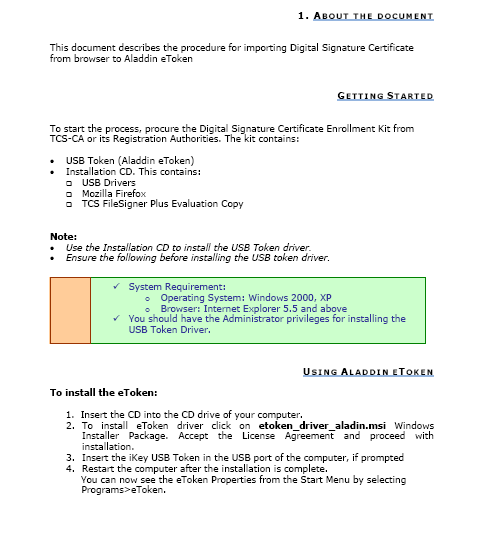 1. ABOUT THE DOCUMENT
This document describes the procedure for importing Digital Signature Certificate
from browser to Aladdin eToken
GETTING STARTED
To start the process, procure the Digital Signature Certificate Enrollment Kit from
TCS-CA or its Registration Authorities. The kit contains:
• USB Token (Aladdin eToken)
• Installation CD. This contains:
□ USB Drivers
□ Mozilla Firefox
□ TCS FileSigner Plus Evaluation Copy
Note:
• Use the Installation CD to install the USB Token driver.
• Ensure the following before installing the USB token driver.
✓ System Requirement:
o Operating System: Windows 2000, XP
o Browser: Internet Explorer 5.5 and above
✓ You should have the Administrator privileges for installing the
USB Token Driver.
USING ALADDIN ETOKEN
To install the eToken:
1. Insert the CD into the CD drive of your computer.
2. To install eToken driver click on etoken_driver_aladin.msi Windows
Installer Package. Accept the License Agreement and proceed with
installation.
3. Insert the iKey USB Token in the USB port of the computer, if prompted
4. Restart the computer after the installation is complete.
You can now see the eToken Properties from the Start Menu by selecting
Programs>eToken.